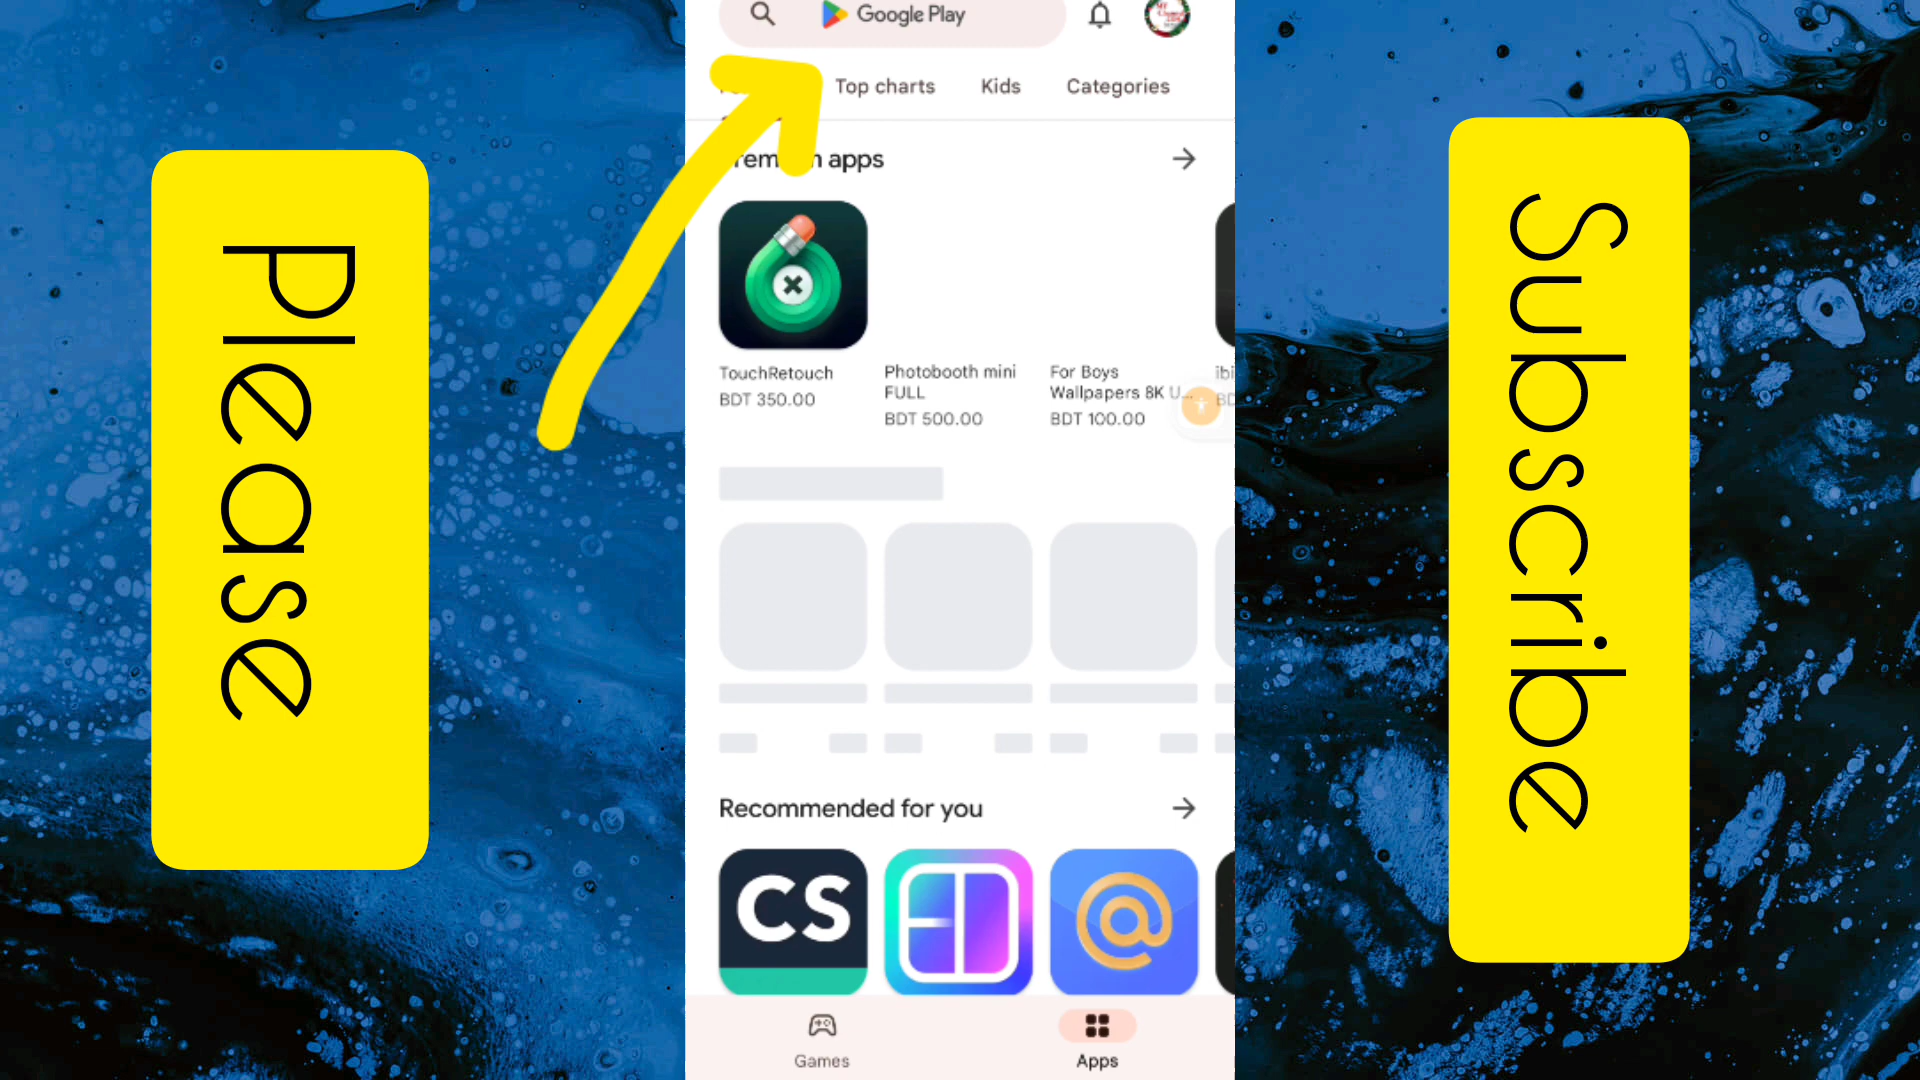 Please
Google Play
Top charts
Kids
Categories
apps
TouchRetouch
BDT 350.00
Photobooth mini
FULL
BDT 500.00
For Boys
Wallpapers 8K U...
BDT 100.00
ibi
Recommended for you
CS
Games
Apps
Subscribe